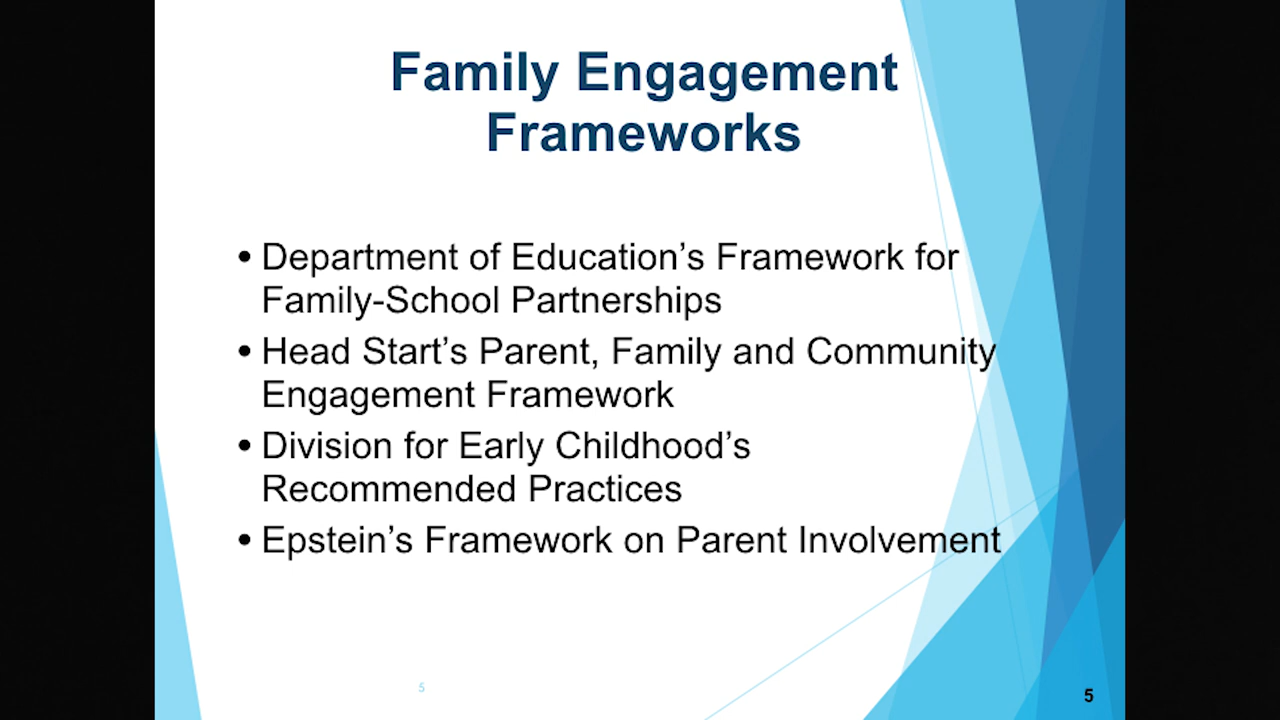 Family Engagement
Frameworks
• Department of Education’s Framework for
Family-School Partnerships
• Head Start’s Parent, Family and Community
Engagement Framework
• Division for Early Childhood’s
Recommended Practices
• Epstein’s Framework on Parent Involvement
5
5